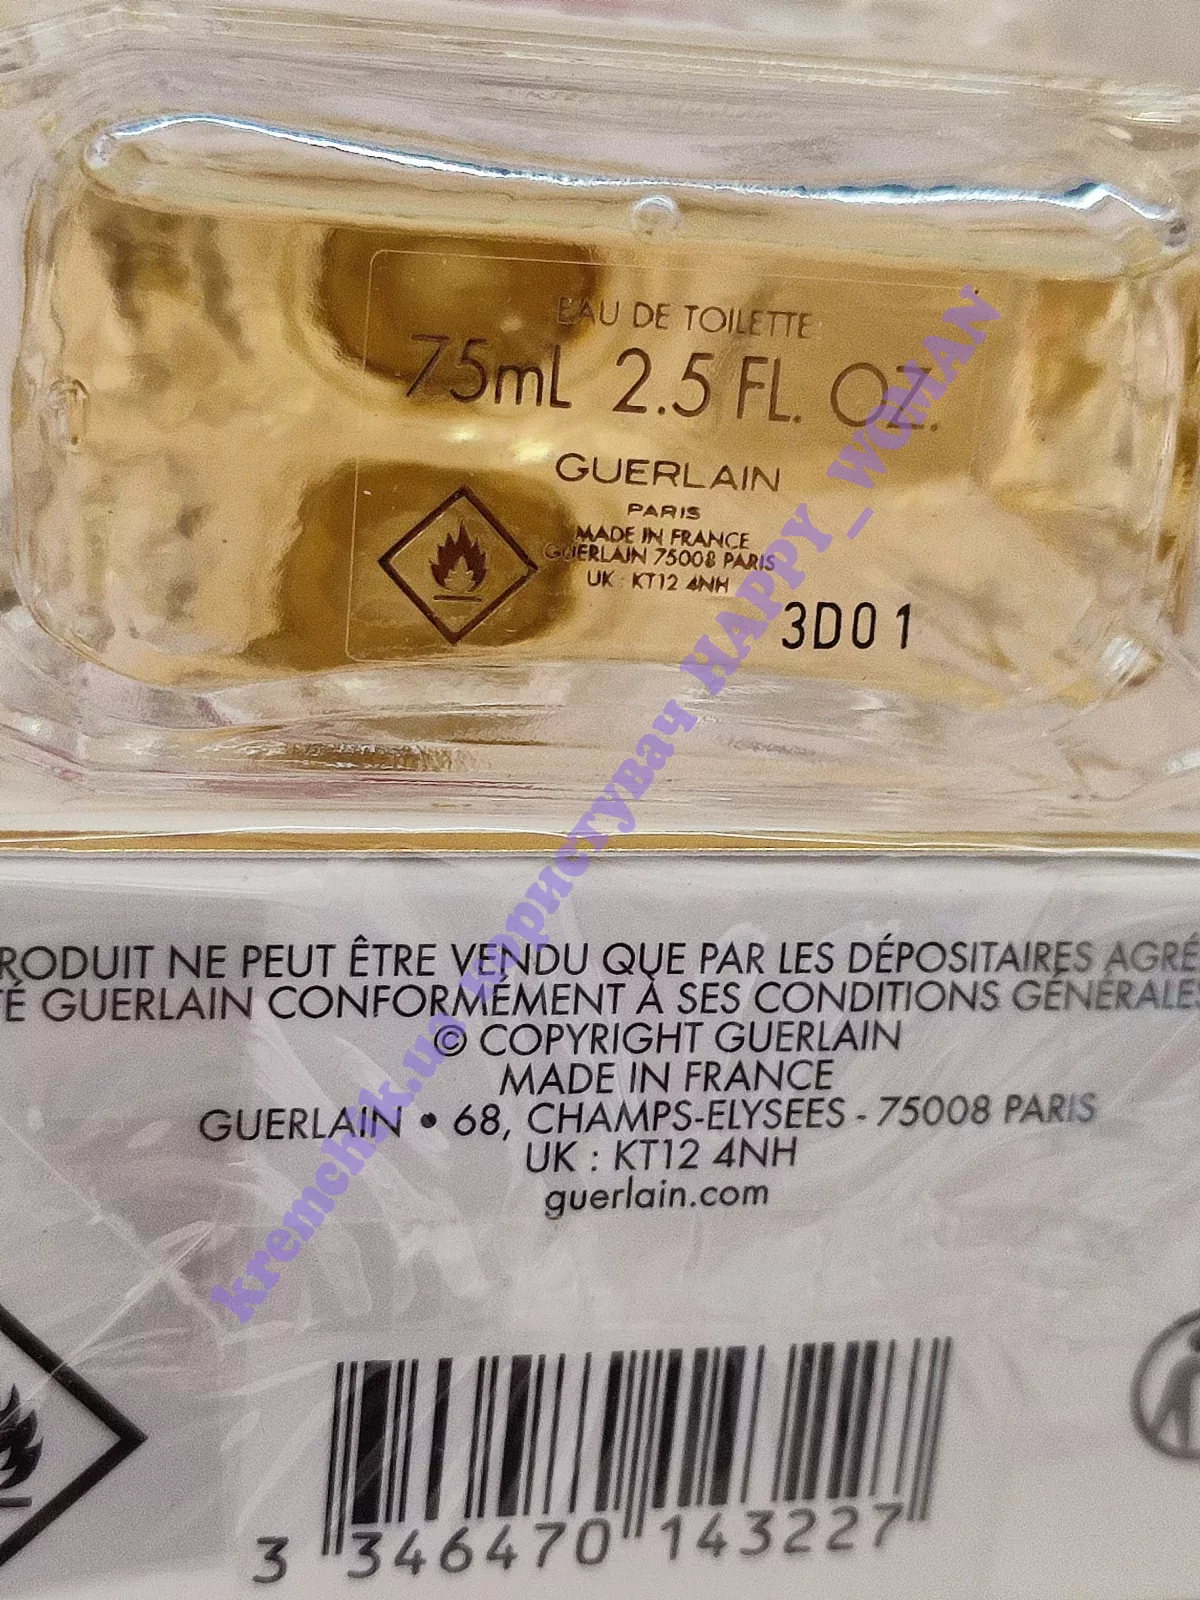 EAU DE TOILETTE
75mL 2.5 FL. OZ.
GUERLAIN
PARIS
MADE IN FRANCE
GUERLAIN 75008 PARIS
UK : KT12 4NH
3D01
RODUIT NE PEUT ÊTRE VENDU QUE PAR LES DÉPOSITAIRES AGRÉ
TÉ GUERLAIN CONFORMÉMENT À SES CONDITIONS GÉNÉRALES
© COPYRIGHT GUERLAIN
MADE IN FRANCE
GUERLAIN • 68, CHAMPS-ELYSEES - 75008 PARIS
UK : KT12 4NH
guerlain.com
3 346470 143227
kremchik.ua користувач HAPPY_WOMAN